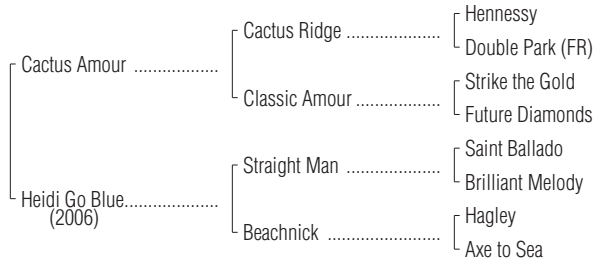 Hennessy
Cactus Ridge ..................
Double Park (FR)
Cactus Amour ................
Strike the Gold
Classic Amour ................
Future Diamonds
Saint Ballado
Straight Man ..................
Brilliant Melody
Heidi Go Blue..................
(2006)
Hagley
Beachnick .....................
Axe to Sea